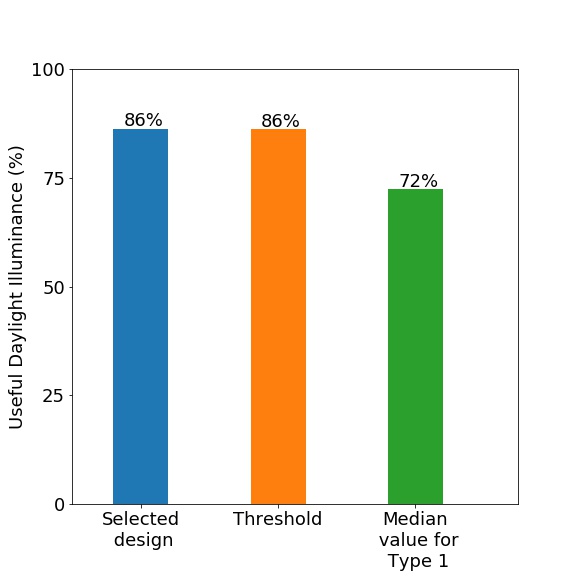 Useful Daylight Illuminance (%)
100
75
50
25
0
86%
86%
72%
Selected
design
Threshold
Median
value for
Type 1